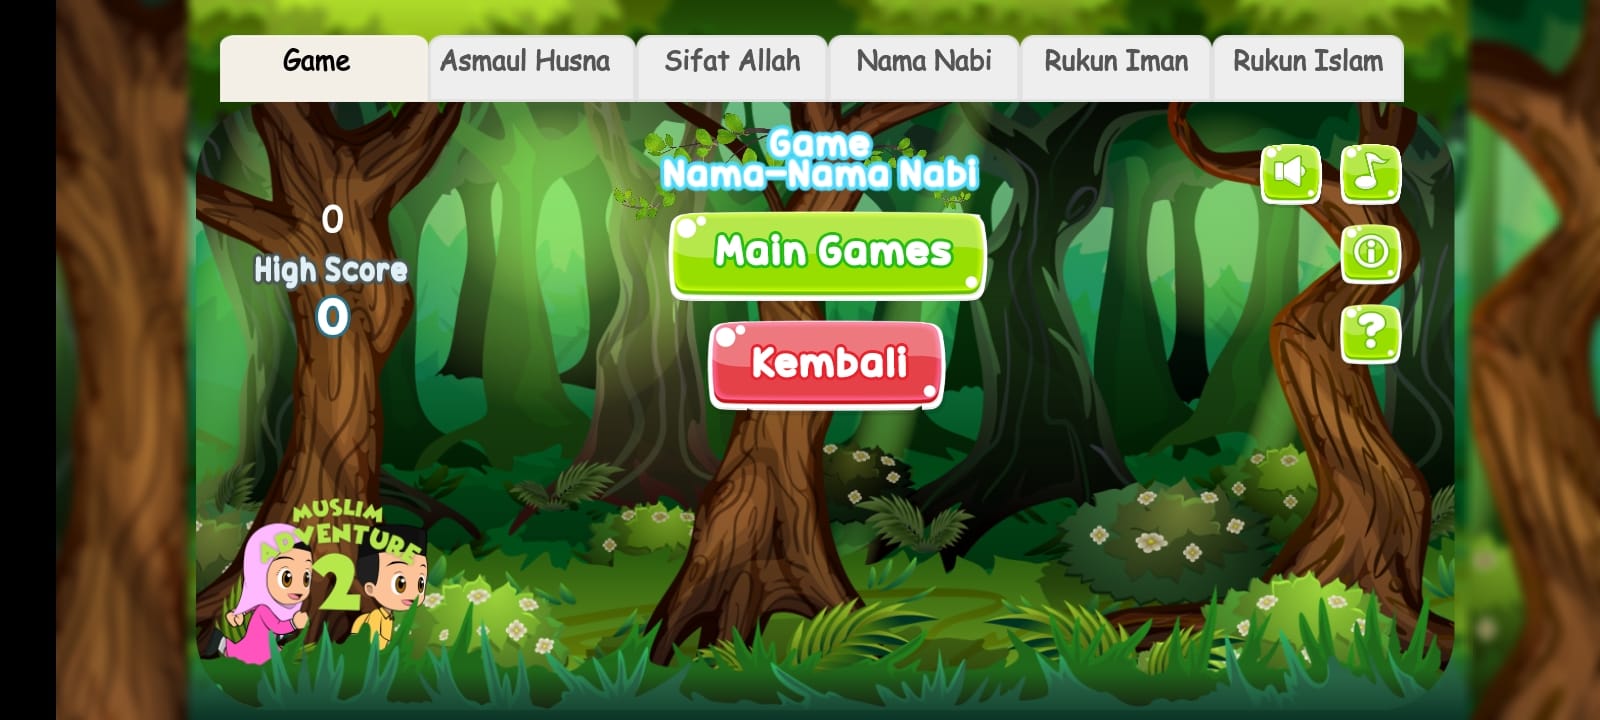 Game
Asmaul Husna
Sifat Allah
Nama Nabi
Rukun Iman
Rukun Islam
Game
Nama-Nama Nabi
0
High Score
0
Main Games
Kembali
?
MUSLIM
ADVENTURE
2